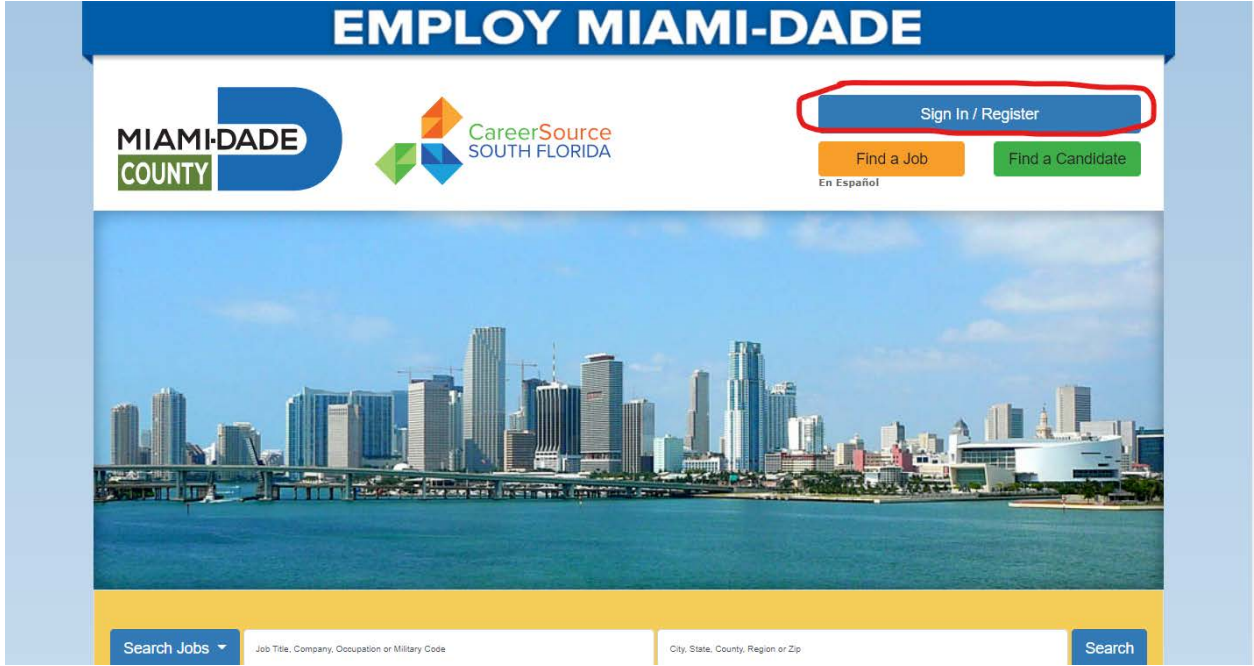 EMPLOY MIAMI-DADE
MIAMI-DADE
COUNTY
CareerSource
SOUTH FLORIDA
Sign In / Register
Find a Job
Find a Candidate
En Español
Search Jobs
Job Title, Company, Occupation or Military Code
City, State, County, Region or Zip
Search